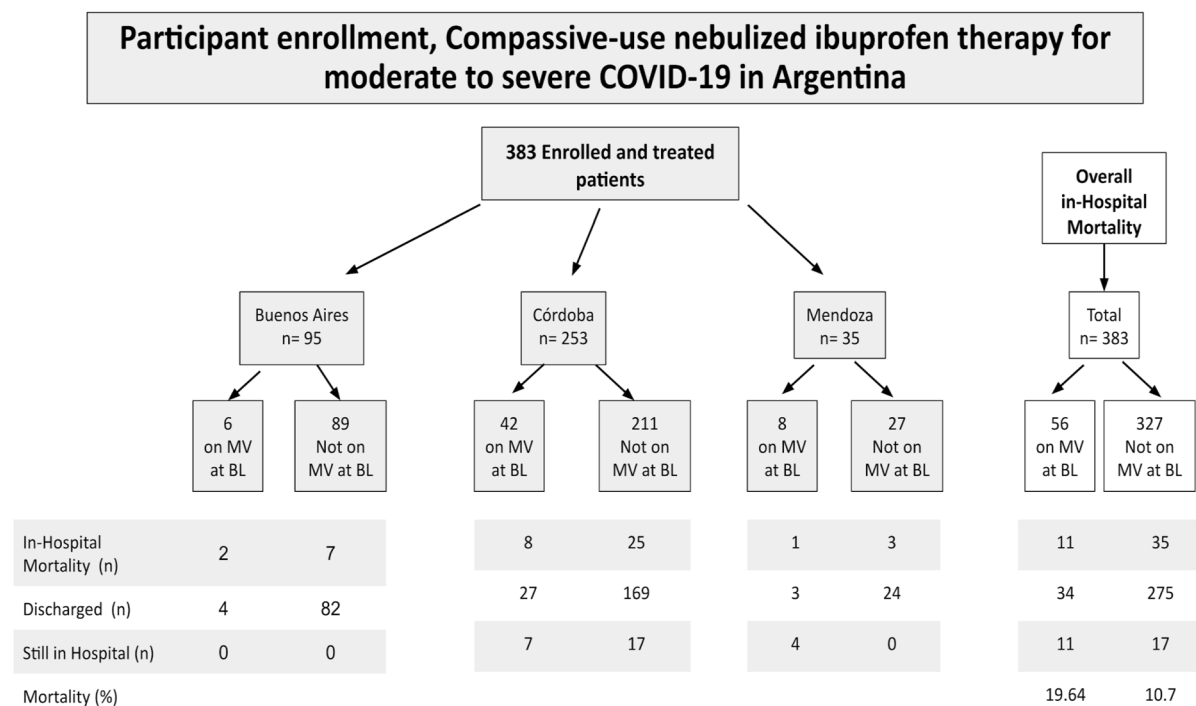 Participant enrollment, Compassive-use nebulized ibuprofen therapy for
moderate to severe COVID-19 in Argentina
383 Enrolled and treated
patients
Overall
in-Hospital
Mortality
Buenos Aires
n= 95
Córdoba
n= 253
Mendoza
n= 35
Total
n= 383
6
on MV
at BL
89
Not on
MV at BL
42
on MV
at BL
211
Not on
MV at BL
8
on MV
at BL
27
Not on
MV at BL
56
on MV
at BL
327
Not on
MV at BL
In-Hospital
Mortality (n) 2 7 8 25 1 3 11 35
Discharged (n) 4 82 27 169 3 24 34 275
Still in Hospital (n) 0 0 7 17 4 0 11 17
Mortality (%) 19.64 10.7